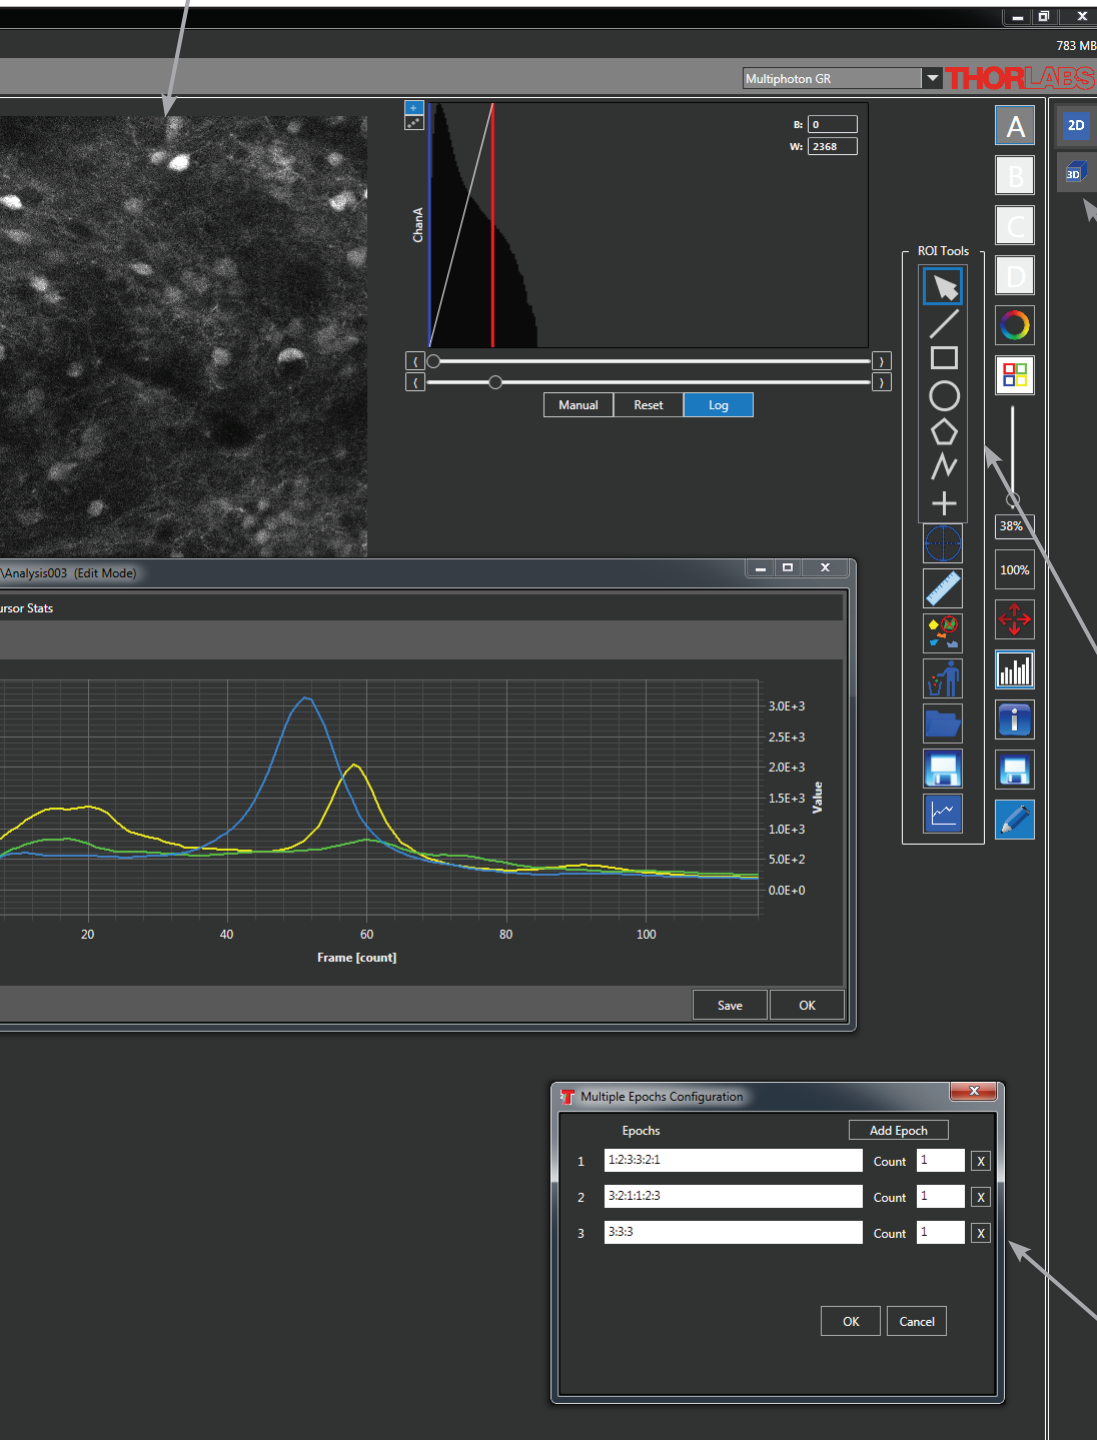 783 MB
Multiphoton GR
THORLABS
2D
3D
B: 0
W: 2368
ChanA
A
B
C
D
Manual Reset Log
ROI Tools
38%
100%
\Analysis003 (Edit Mode)
ursor Stats
3.0E+3
2.5E+3
2.0E+3
1.5E+3
1.0E+3
5.0E+2
0.0E+0
Value
20 40 60 80 100
Frame [count]
Save OK
Multiple Epochs Configuration
Epochs Add Epoch
1 1:2:3:3:2:1 Count 1 X
2 3:2:1:1:2:3 Count 1 X
3 3:3:3 Count 1 X
OK Cancel